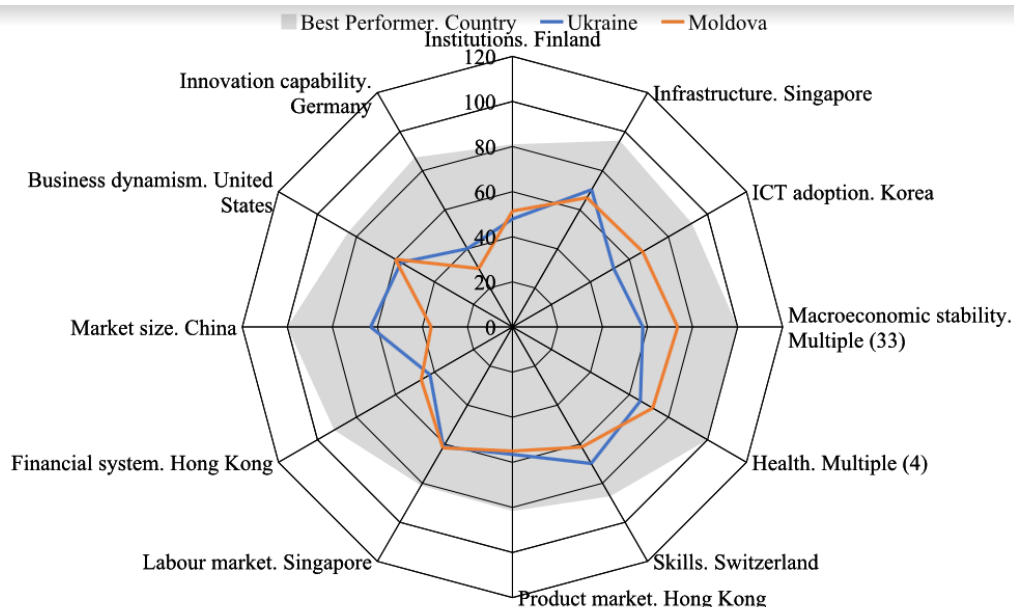 Best Performer. Country Ukraine Moldova
Institutions. Finland
120
Innovation capability.
Germany
Infrastructure. Singapore
100
80
Business dynamism. United
States
ICT adoption. Korea
60
40
20
Market size. China
0
Macroeconomic stability.
Multiple (33)
Financial system. Hong Kong
Health. Multiple (4)
Labour market. Singapore
Skills. Switzerland
Product market. Hong Kong